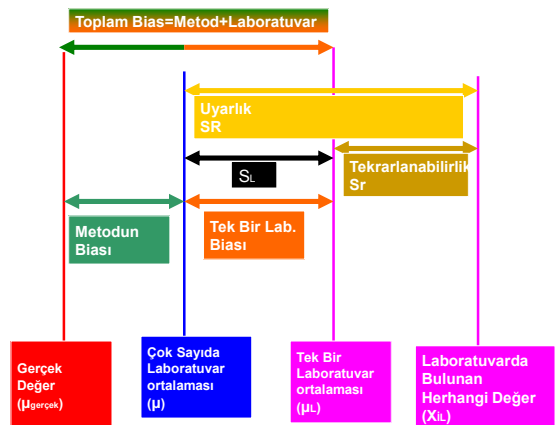 Toplam Bias=Metod+Laboratuvar
Uyarlık
SR
SL
Tekrarlanabilirlik
Sr
Metodun
Biası
Tek Bir Lab.
Biası
Gerçek
Değer
(μgerçek)
Çok Sayıda
Laboratuvar
ortalaması
(μ)
Tek Bir
Laboratuvar
ortalaması
(μL)
Laboratuvarda
Bulunan
Herhangi Değer
(XiL)